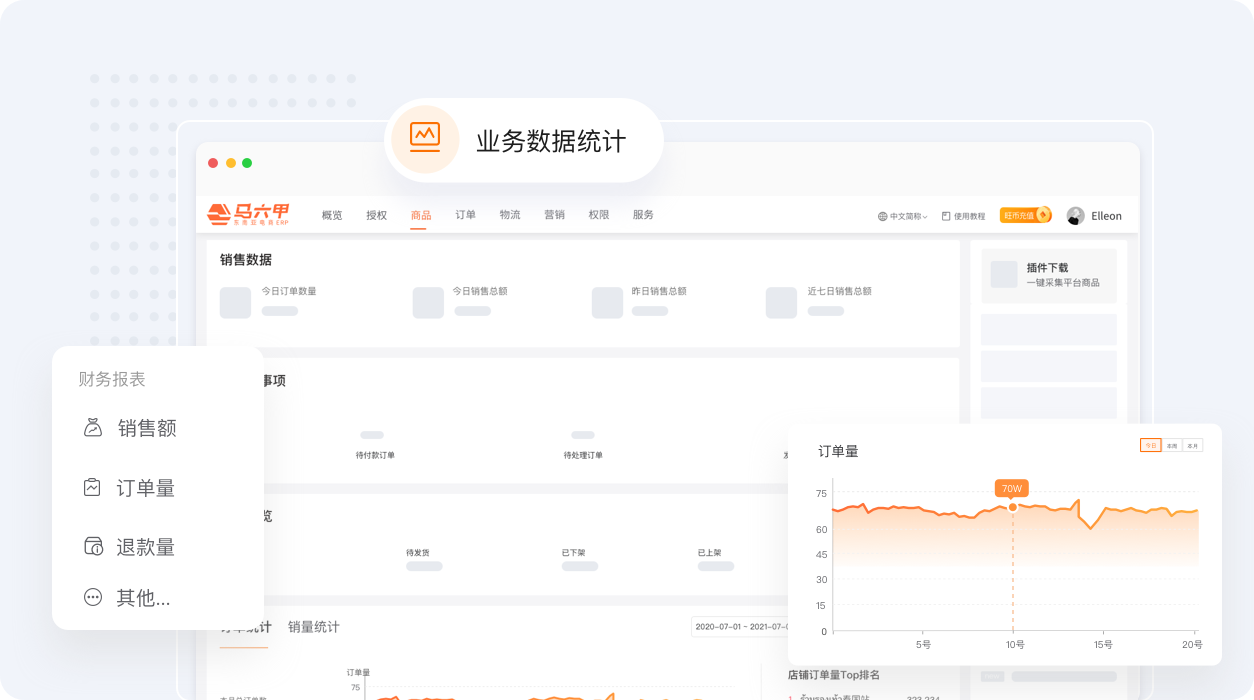 业务数据统计
马六甲
概览 授权 商品 订单 物流 营销 权限 服务
中文简称 使用教程 旺币充值 Elleon
销售数据
今日订单数量 今日销售总额 昨日销售总额 近七日销售总额
插件下载
一键采集平台商品
财务报表
销售额
订单量
退款量
其他...
事项
待付款订单 待处理订单
览
待发货 已下架 已上架
订单统计 销量统计
2020-07-01 ~ 2021-07-0
订单量
75
订单量
今日 本周 本月
70W
75
60
45
30
15
0
5号 10号 15号 20号
店铺订单量Top排名